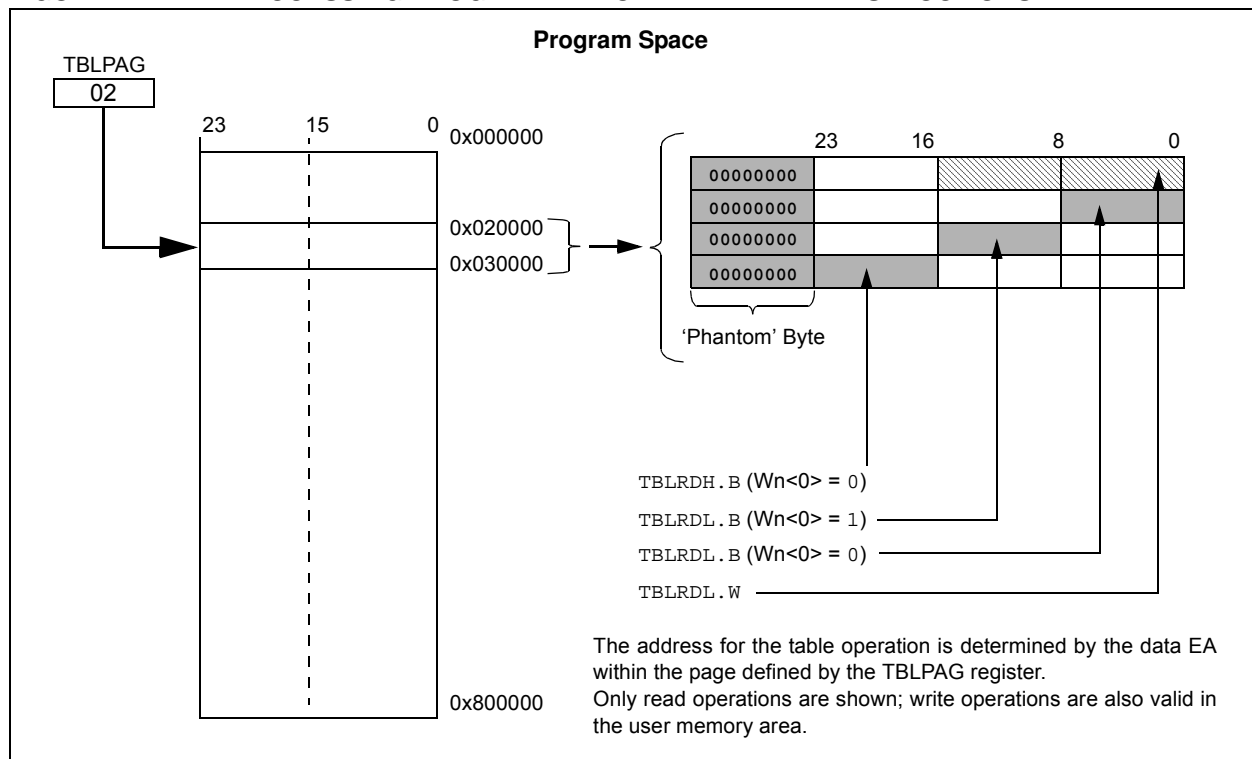 Program Space
TBLPAG
02
23 15 0
0x000000
0x020000
0x030000
0x800000
23 16 8 0
00000000
00000000
00000000
00000000
‘Phantom’ Byte
TBLRDH.B (Wn<0> = 0)
TBLRDL.B (Wn<0> = 1)
TBLRDL.B (Wn<0> = 0)
TBLRDL.W
The address for the table operation is determined by the data EA
within the page defined by the TBLPAG register.
Only read operations are shown; write operations are also valid in
the user memory area.